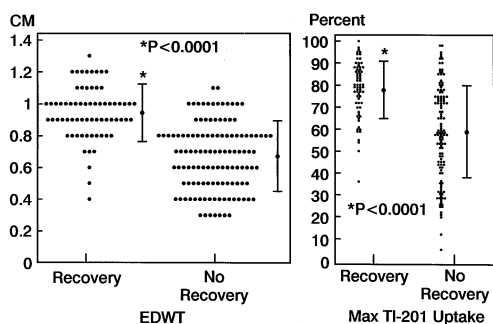 CM
1.4
1.2
1
0.8
0.6
0.4
0.2
0
*P<0.0001
*
Recovery
No
Recovery
EDWT
Percent
100
90
80
70
60
50
40
30
20
10
0
*
*P<0.0001
Recovery
No
Recovery
Max Tl-201 Uptake